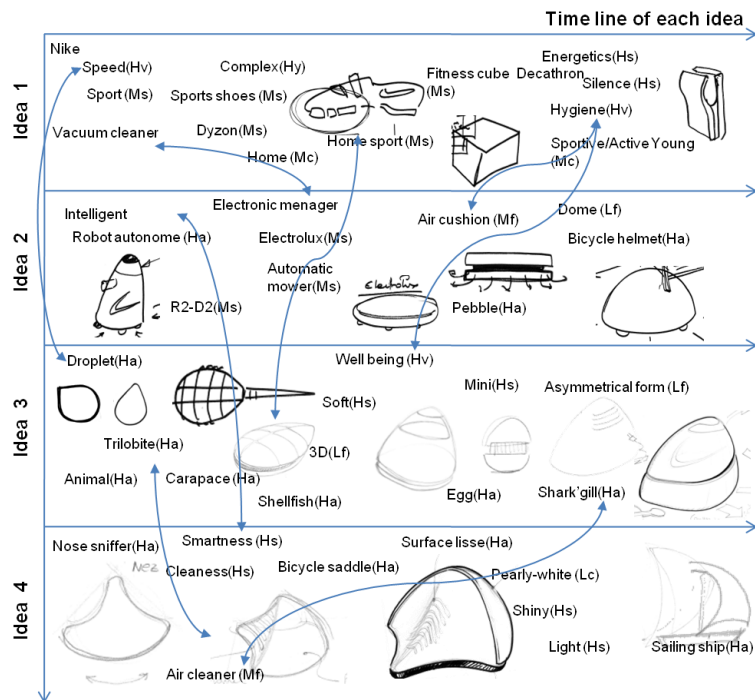 Time line of each idea
Idea 1
Nike
Speed(Hv)
Complex(Hy)
Sport(Ms)
Sports shoes(Ms)
Vacuum cleaner
Dyzon(Ms)
Home (Mc)
Home sport(Ms)
Fitness cube
(Ms)
Decathron
Energetics(Hs)
Silence (Hs)
Hygiene(Hv)
Sportive/Active Young
(Mc)
Idea 2
Intelligent
Robot autonome (Ha)
R2-D2(Ms)
Electronic menager
Electrolux(Ms)
Automatic
mower(Ms)
Electrolux
Air cushion (Mf)
Pebble(Ha)
Dome (Lf)
Bicycle helmet(Ha)
Idea 3
Droplet(Ha)
Trilobite(Ha)
Animal(Ha)
Carapace(Ha)
Shellfish(Ha)
Soft(Hs)
3D(Lf)
Well being(Hv)
Mini(Hs)
Egg(Ha)
Asymmetrical form (Lf)
Shark'gill(Ha)
Idea 4
Nose sniffer(Ha)
Nez
Smartness (Hs)
Cleaness(Hs)
Bicycle saddle(Ha)
Air cleaner(Mf)
Surface lisse(Ha)
Pearly-white (Lc)
Shiny(Hs)
Light(Hs)
Sailing ship(Ha)